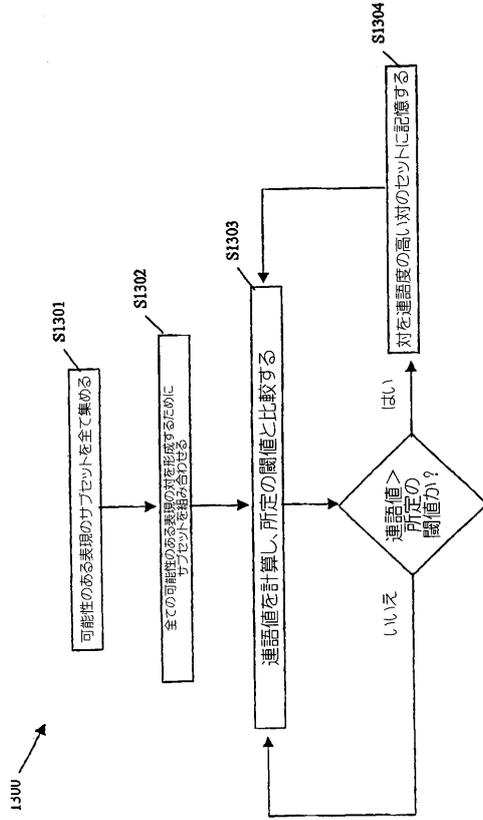 1300
S1301
可能性のある表現のサブセットを全て集める
S1302
全ての可能性のある表現の対を形成するために
サブセットを組み合わせる
S1303
連語値を計算し、所定の閾値と比較する
連語値>
所定の
閾値か?
いいえ
はい
S1304
対を連語度の高い対のセットに記憶する